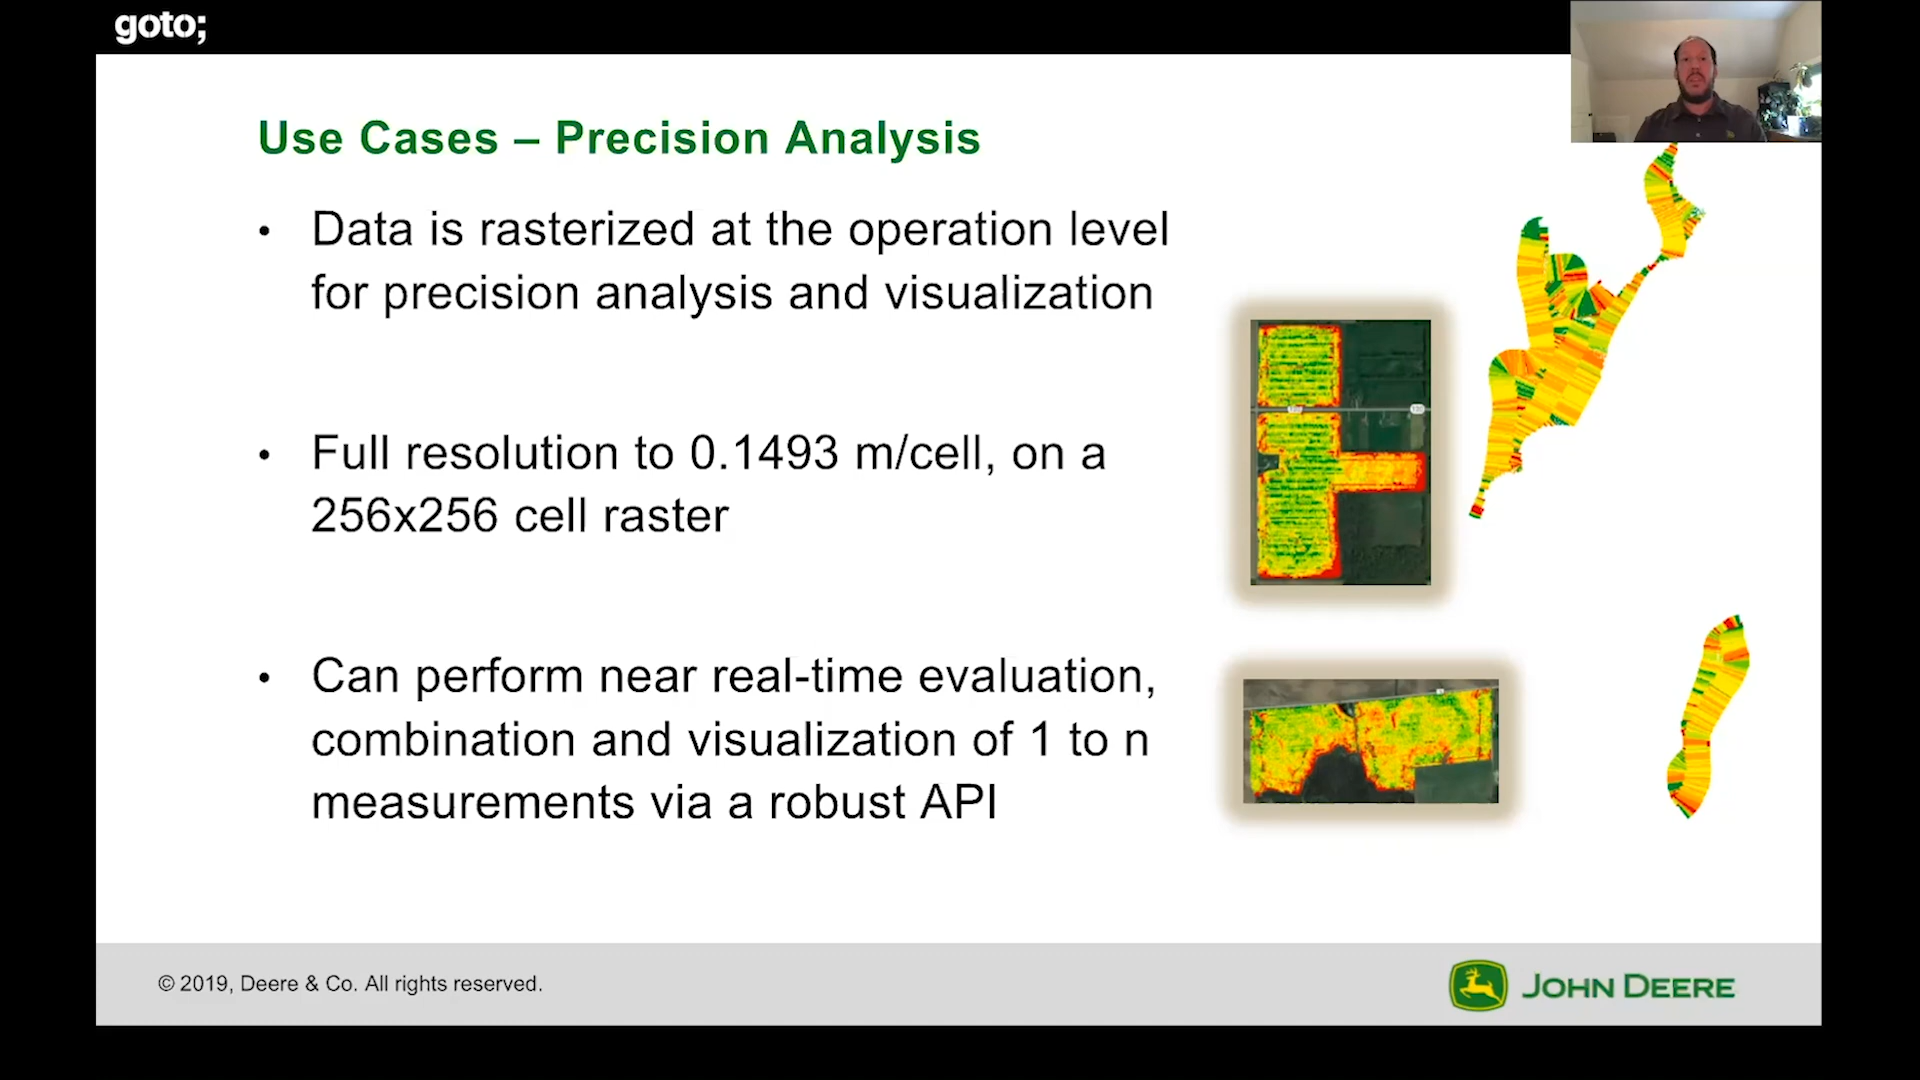 goto;
Use Cases – Precision Analysis
• Data is rasterized at the operation level
for precision analysis and visualization
• Full resolution to 0.1493 m/cell, on a
256x256 cell raster
• Can perform near real-time evaluation,
combination and visualization of 1 to n
measurements via a robust API
© 2019, Deere & Co. All rights reserved.
JOHN DEERE